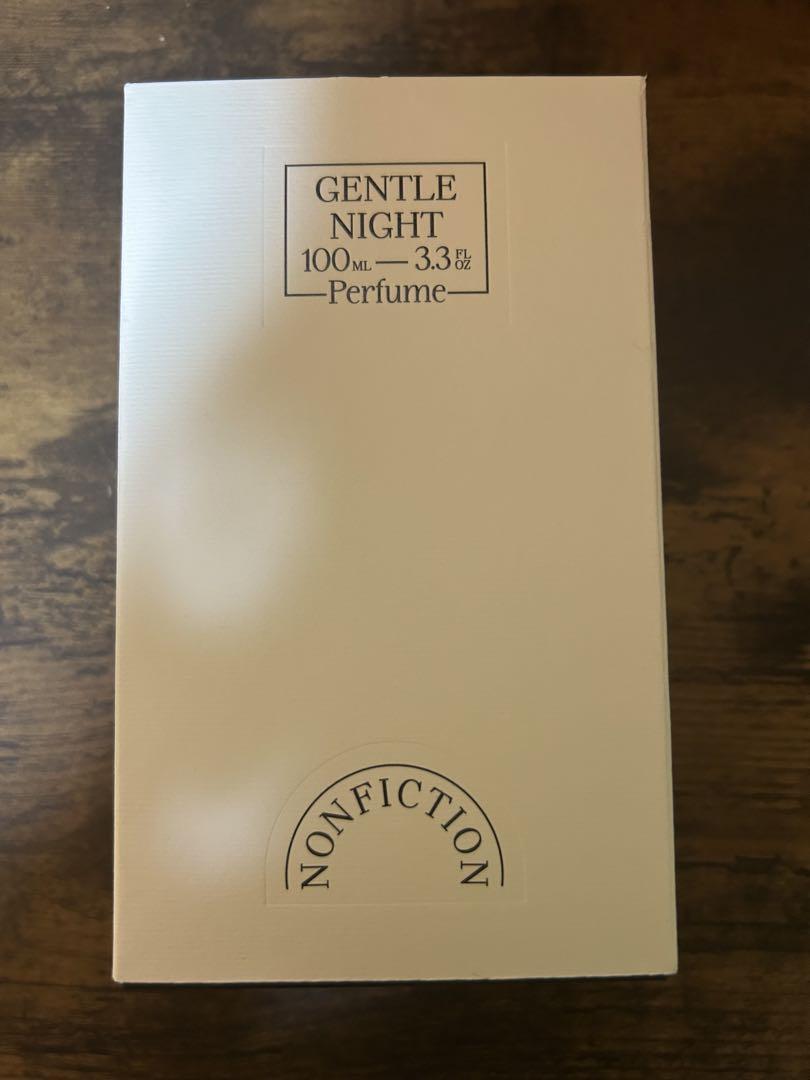 GENTLE
NIGHT
100ML — 3.3 FL OZ
Perfume
NONFICTION